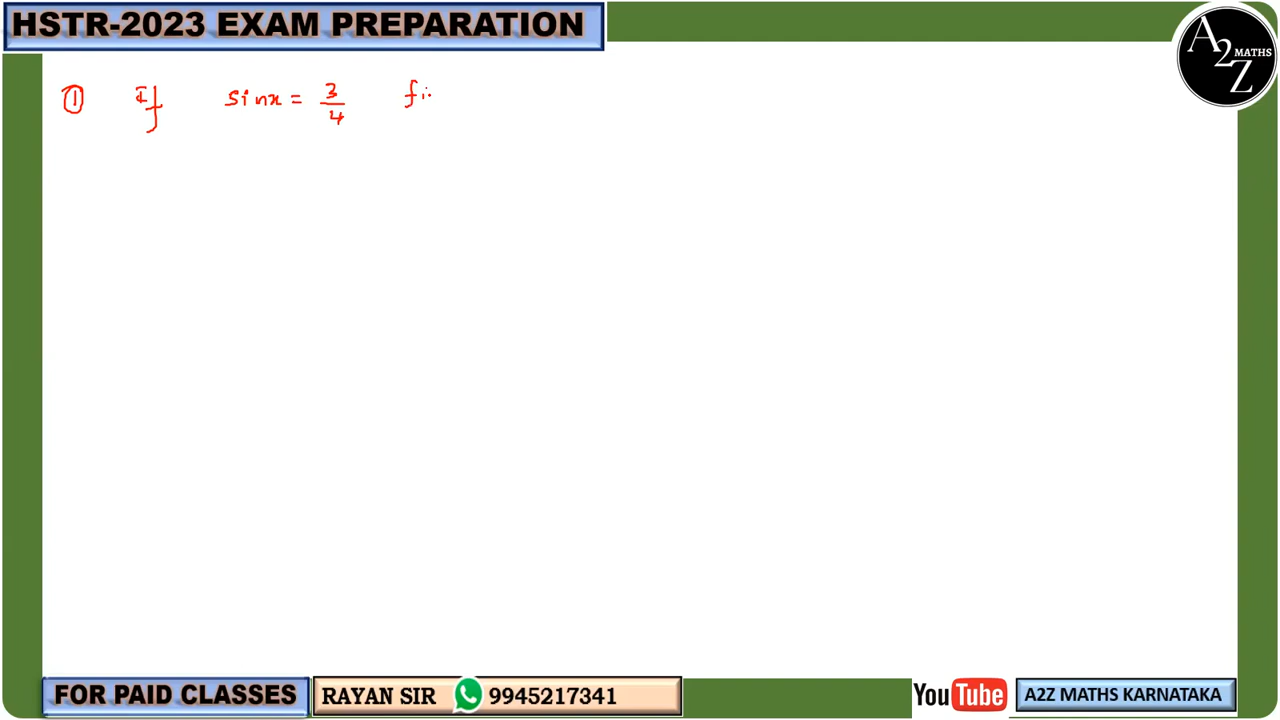 HSTR-2023 EXAM PREPARATION
A2Z MATHS
① If sinx = 3/4 fi
FOR PAID CLASSES
RAYAN SIR 9945217341
YouTube
A2Z MATHS KARNATAKA